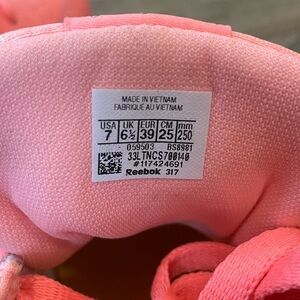 MADE IN VIETNAM
FABRIQUE AU VIETNAM
USA UK EUR CM mm
7 6½ 39 25 250
059503 BS8981
33LTNCS700140
#117424691
Reebok 317